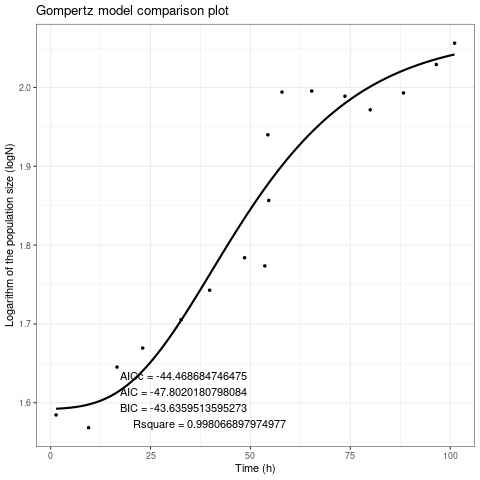 Gompertz model comparison plot
Logarithm of the population size (logN)
2.0
1.9
1.8
1.7
1.6
AICc = -44.468684746475
AIC = -47.8020180798084
BIC = -43.6359513595273
Rsquare = 0.998066897974977
0 25 50 75 100
Time (h)